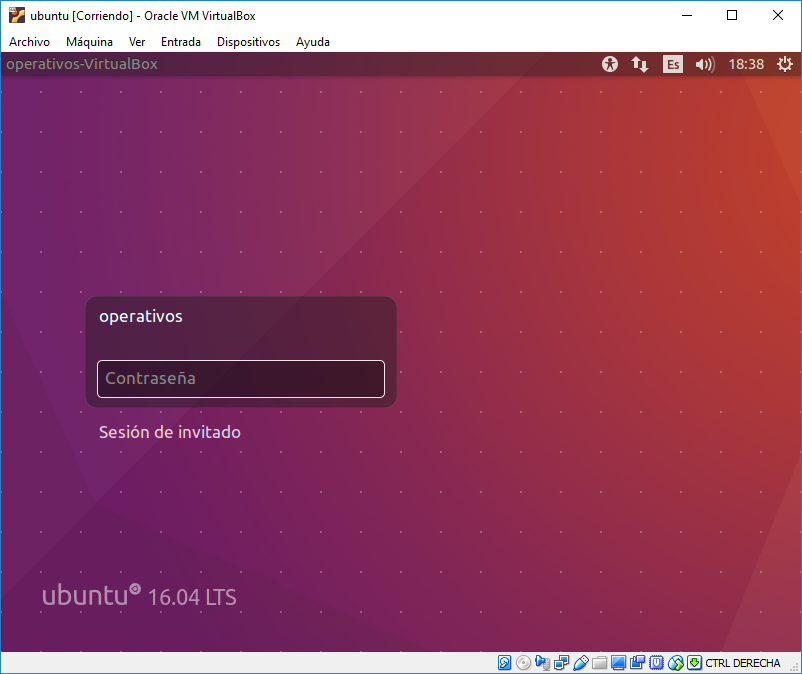 ubuntu [Corriendo] - Oracle VM VirtualBox
Archivo Máquina Ver Entrada Dispositivos Ayuda
operativos-VirtualBox Es 18:38
operativos
Contraseña
Sesión de invitado
ubuntu 16.04 LTS
CTRL DERECHA